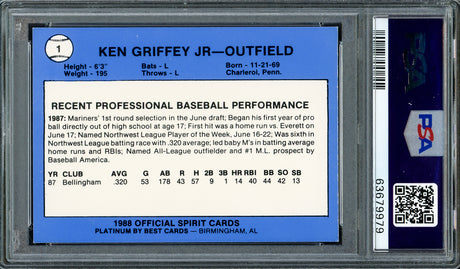 1
KEN GRIFFEY JR—OUTFIELD
Height - 6'3" Bats - L Born - 11-21-69
Weight - 195 Throws - L Charleroi, Penn.
RECENT PROFESSIONAL BASEBALL PERFORMANCE
1987: Mariners' 1st round selection in the June draft; Began his first year of pro
ball directly out of high school at age 17; First hit was a home run vs. Everett on
June 17; Named Northwest League Player of the Week, June 16-22; Was sixth in
Northwest batting race with .320 average; led baby M's in batting average
home runs and RBIs; Named All-League outfielder and #1 M.L. prospect by
Baseball America.
YR CLUB AVG G AB R H 2B 3B HR RBI BB SO SB
87 Bellingham .320 53 178 43 57 9 1 14 40 44 42 13
1988 OFFICIAL SPIRIT CARDS
PLATINUM BY BEST CARDS — BIRMINGHAM, AL
PSA
PSA
63679979